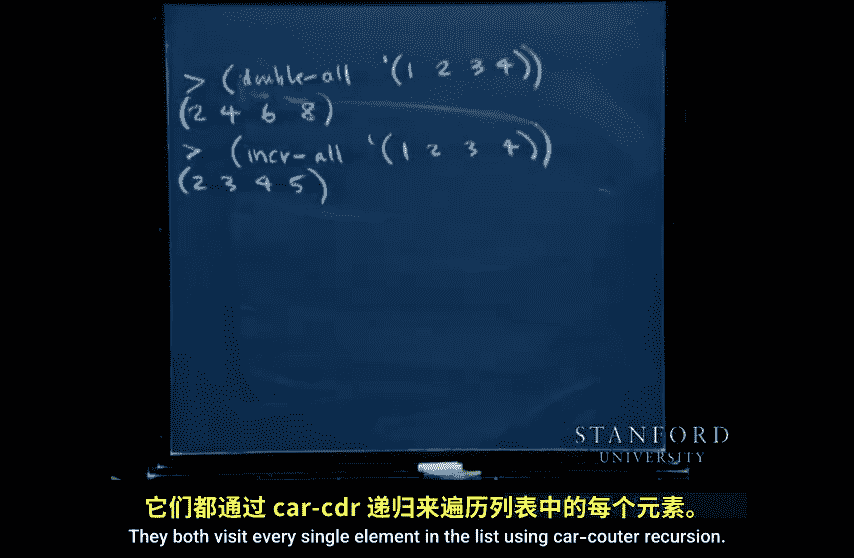 > (double-all '(1 2 3 4))
(2 4 6 8)
> (incr-all '(1 2 3 4))
(2 3 4 5)
STANFORD
UNIVERSITY
它们都通过 car-cdr 递归来遍历列表中的每个元素。
They both visit every single element in the list using car-couter recursion.